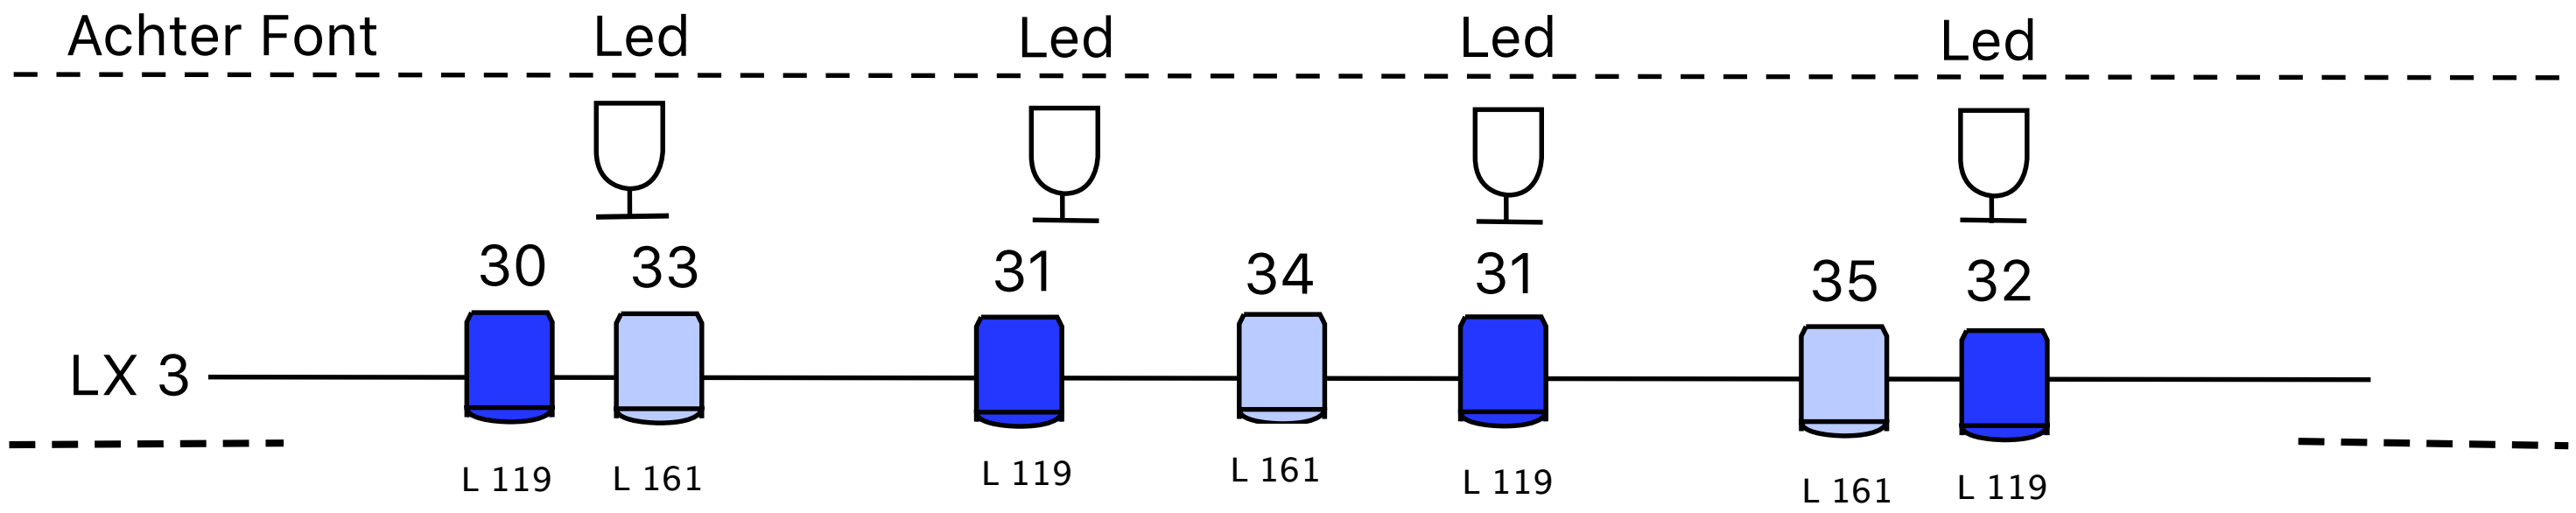 Achter Font Led Led Led Led
30 33 31 34 31 35 32
LX 3
L 119 L 161 L 119 L 161 L 119 L 161 L 119